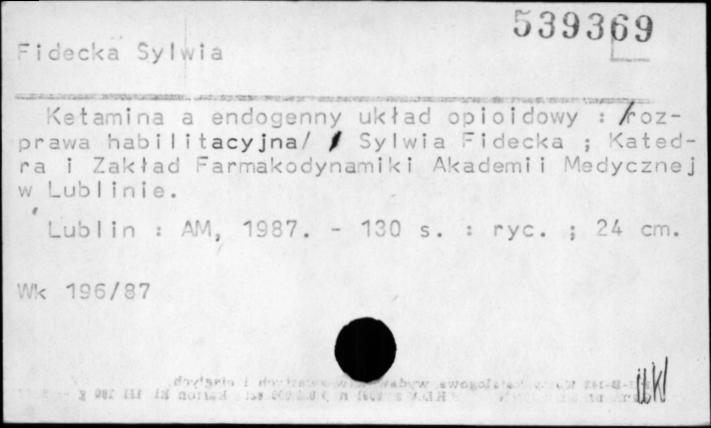 539369
Fidecka Sylwia
Ketamina a endogenny układ opioidowy : /roz-
prawa habilitacyjna/ / Sylwia Fidecka ; Kated-
ra i Zakład Farmakodynamiki Akademii Medycznej
w Lublinie.
Lublin : AM, 1987. - 130 s. : ryc. ; 24 cm.
Wk 196/87